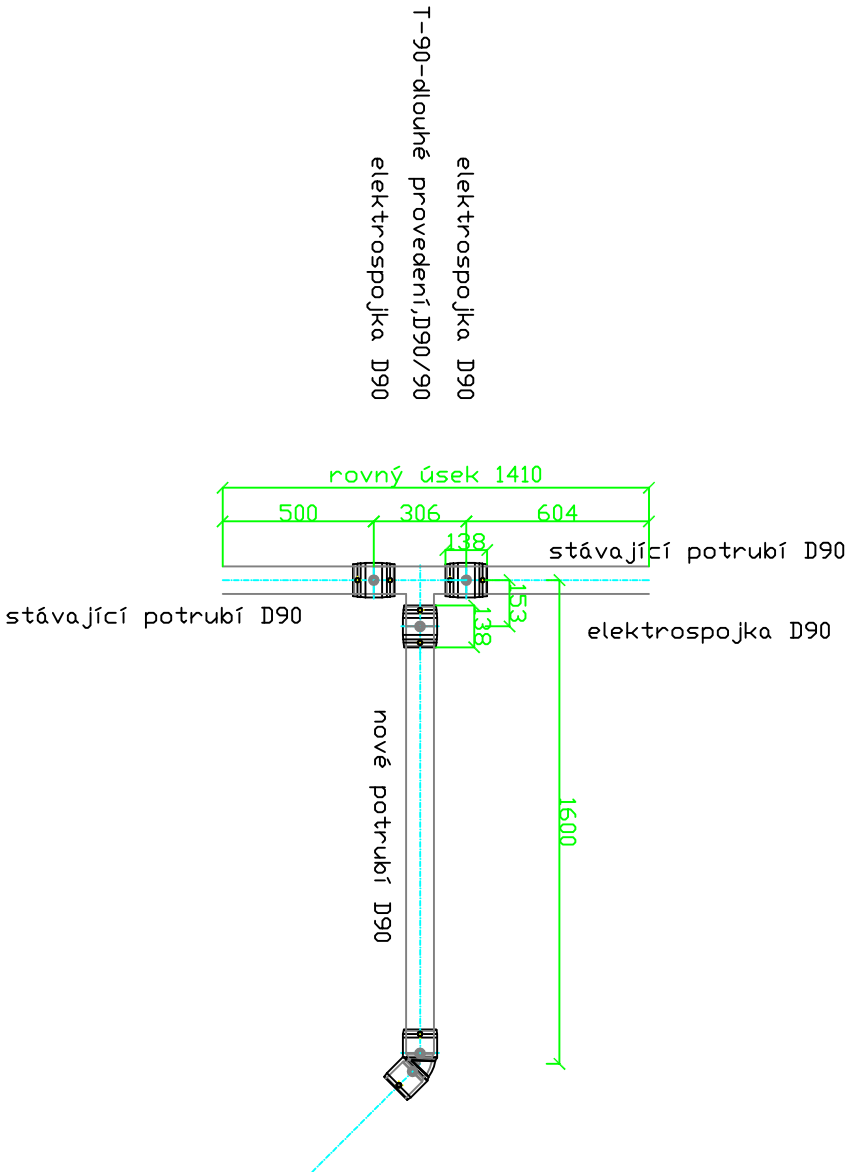 T-90-dlouhé provedení,D90/90
elektrospojka D90
elektrospojka D90
rovný úsek 1410
500
306
604
138
stávající potrubí D90
153
138
stávající potrubí D90
elektrospojka D90
nové potrubí D90
1600